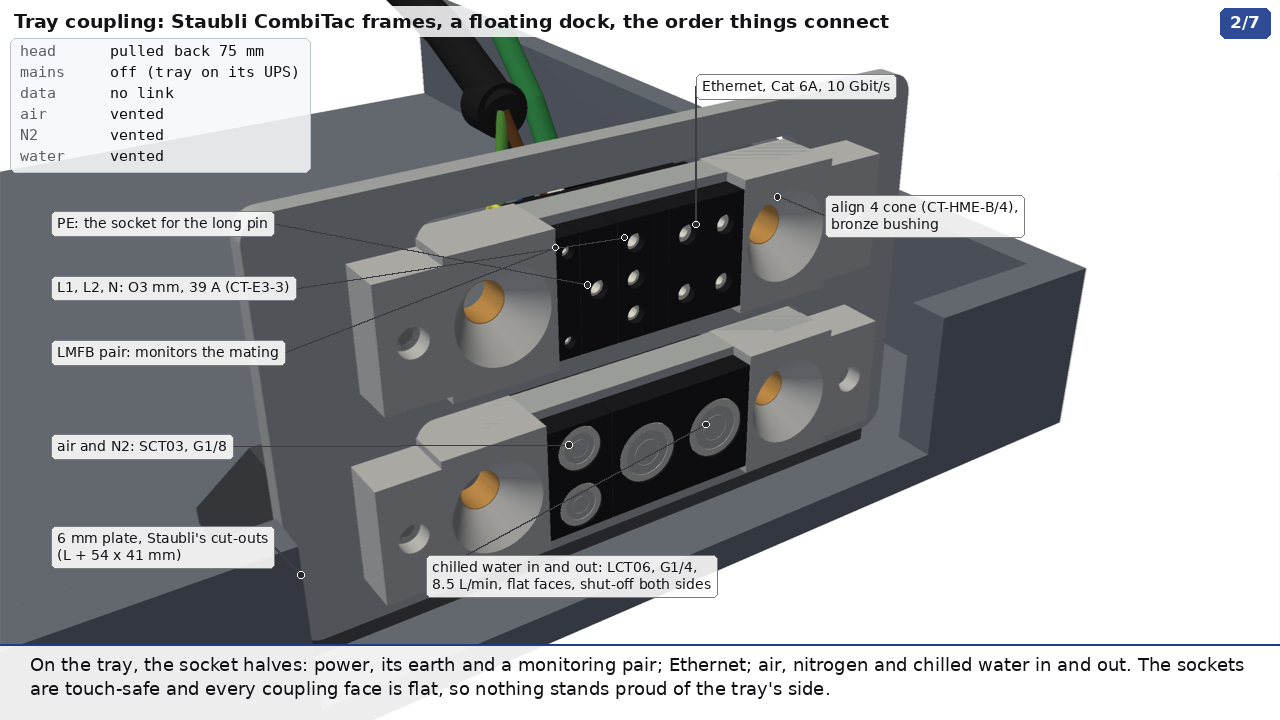 Tray coupling: Staubli CombiTac frames, a floating dock, the order things connect
2/7
head pulled back 75 mm
mains off (tray on its UPS)
data no link
air vented
N2 vented
water vented
Ethernet, Cat 6A, 10 Gbit/s
PE: the socket for the long pin
align 4 cone (CT-HME-B/4),
bronze bushing
L1, L2, N: O3 mm, 39 A (CT-E3-3)
LMFB pair: monitors the mating
air and N2: SCT03, G1/8
6 mm plate, Staubli's cut-outs
(L + 54 x 41 mm)
chilled water in and out: LCT06, G1/4,
8.5 L/min, flat faces, shut-off both sides
On the tray, the socket halves: power, its earth and a monitoring pair; Ethernet; air, nitrogen and chilled water in and out. The sockets
are touch-safe and every coupling face is flat, so nothing stands proud of the tray's side.